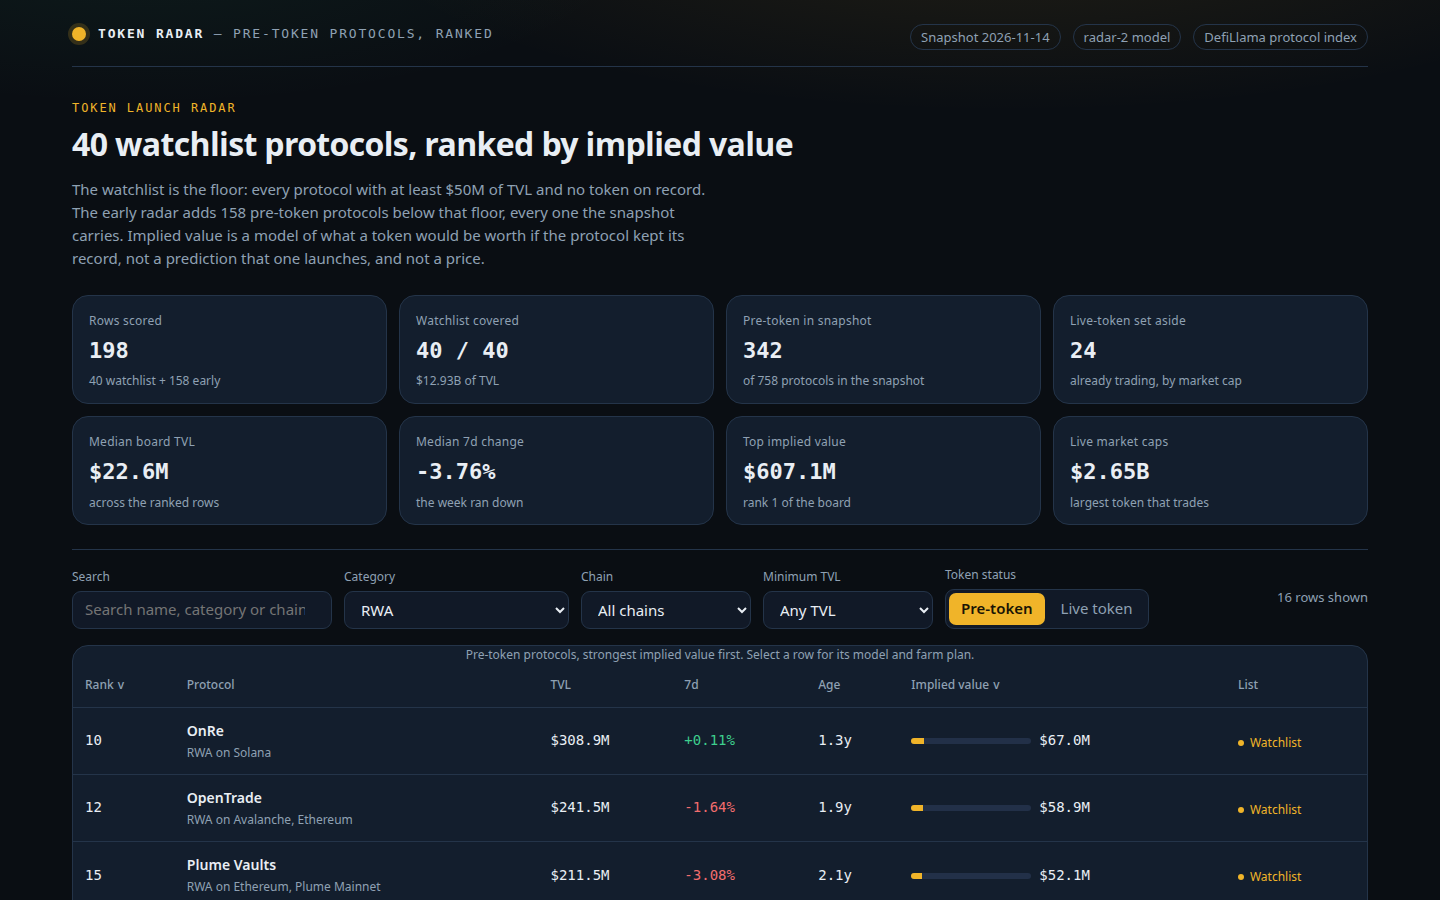 TOKEN RADAR — PRE-TOKEN PROTOCOLS, RANKED
Snapshot 2026-11-14
radar-2 model
DefiLlama protocol index
TOKEN LAUNCH RADAR
40 watchlist protocols, ranked by implied value
The watchlist is the floor: every protocol with at least $50M of TVL and no token on record.
The early radar adds 158 pre-token protocols below that floor, every one the snapshot
carries. Implied value is a model of what a token would be worth if the protocol kept its
record, not a prediction that one launches, and not a price.
Rows scored
198
40 watchlist + 158 early
Watchlist covered
40 / 40
$12.93B of TVL
Pre-token in snapshot
342
of 758 protocols in the snapshot
Live-token set aside
24
already trading, by market cap
Median board TVL
$22.6M
across the ranked rows
Median 7d change
-3.76%
the week ran down
Top implied value
$607.1M
rank 1 of the board
Live market caps
$2.65B
largest token that trades
Search
Search name, category or chain
Category
RWA
Chain
All chains
Minimum TVL
Any TVL
Token status
Pre-token
Live token
16 rows shown
Pre-token protocols, strongest implied value first. Select a row for its model and farm plan.
Rank v Protocol TVL 7d Age Implied value v List
10 OnRe $308.9M +0.11% 1.3y $67.0M Watchlist
RWA on Solana
12 OpenTrade $241.5M -1.64% 1.9y $58.9M Watchlist
RWA on Avalanche, Ethereum
15 Plume Vaults $211.5M -3.08% 2.1y $52.1M Watchlist
RWA on Ethereum, Plume Mainnet